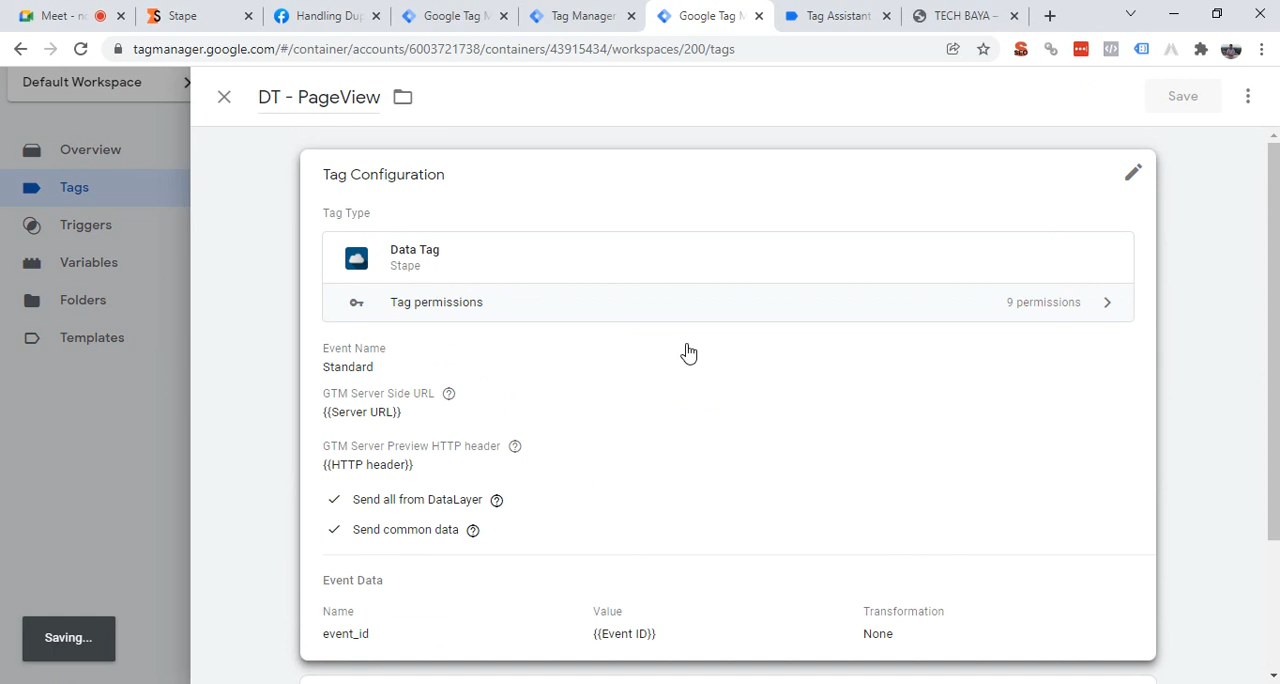 Meet - nc
Stape
Handling Dup
Google Tag M
Tag Manager
Google Tag M
Tag Assistant
TECH BAYA –
tagmanager.google.com/#/container/accounts/6003721738/containers/43915434/workspaces/200/tags
SEO
Default Workspace
DT - PageView
Save
Overview
Tags
Triggers
Variables
Folders
Templates
Tag Configuration
Tag Type
Data Tag
Stape
Tag permissions
9 permissions
Event Name
Standard
GTM Server Side URL
{{Server URL}}
GTM Server Preview HTTP header
{{HTTP header}}
Send all from DataLayer
Send common data
Event Data
Name Value Transformation
event_id {{Event ID}} None
Saving...